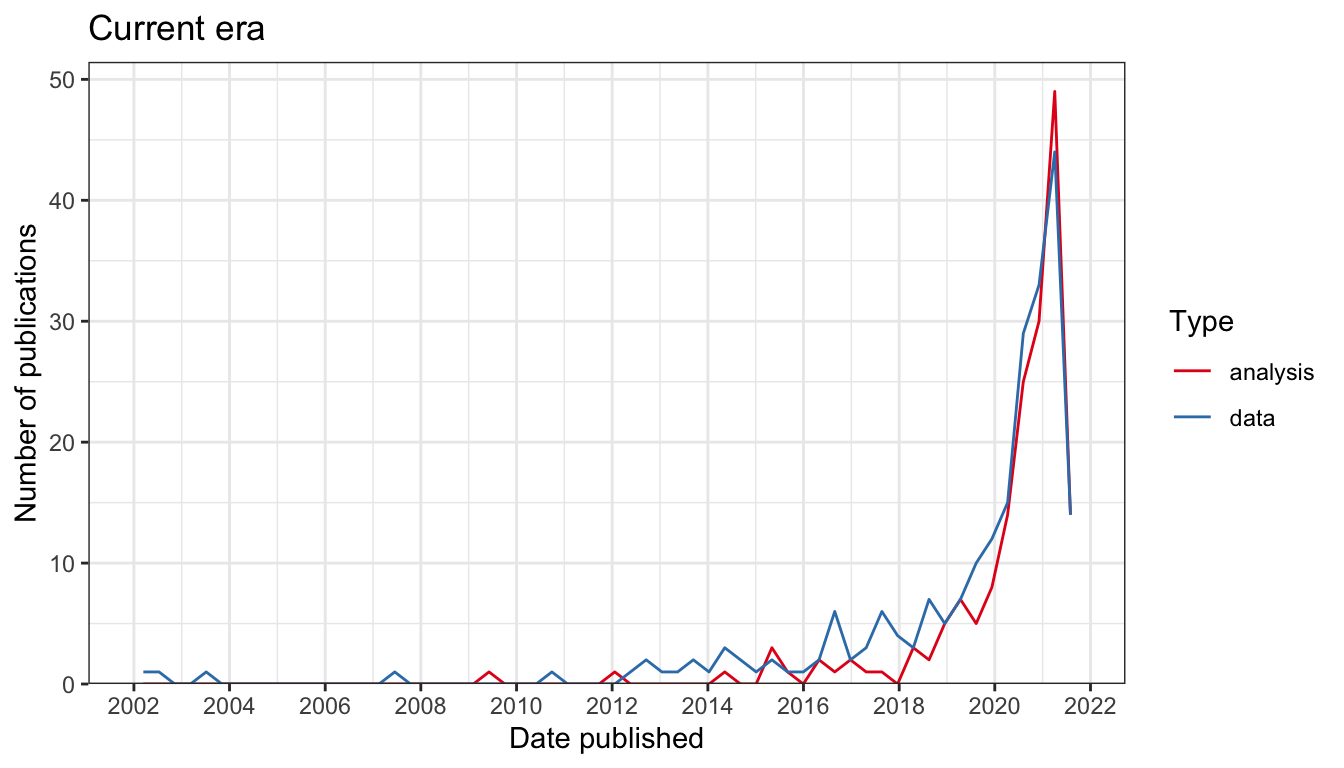 Current era
Number of publications
50
40
30
20
10
0
2002 2004 2006 2008 2010 2012 2014 2016 2018 2020 2022
Date published
Type
analysis
data